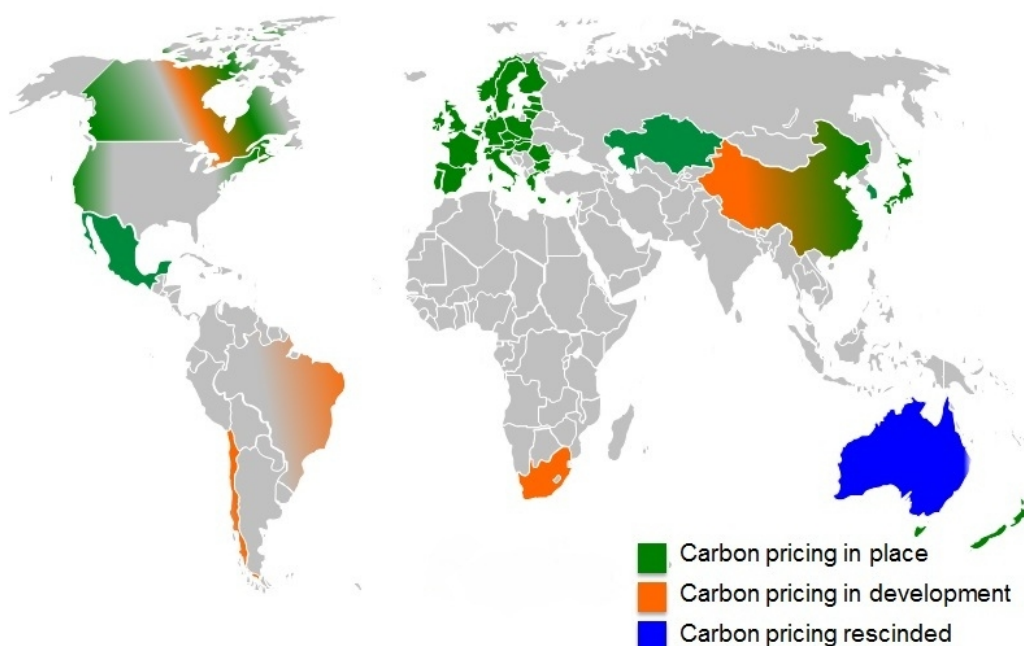 Carbon pricing in place
Carbon pricing in development
Carbon pricing rescinded